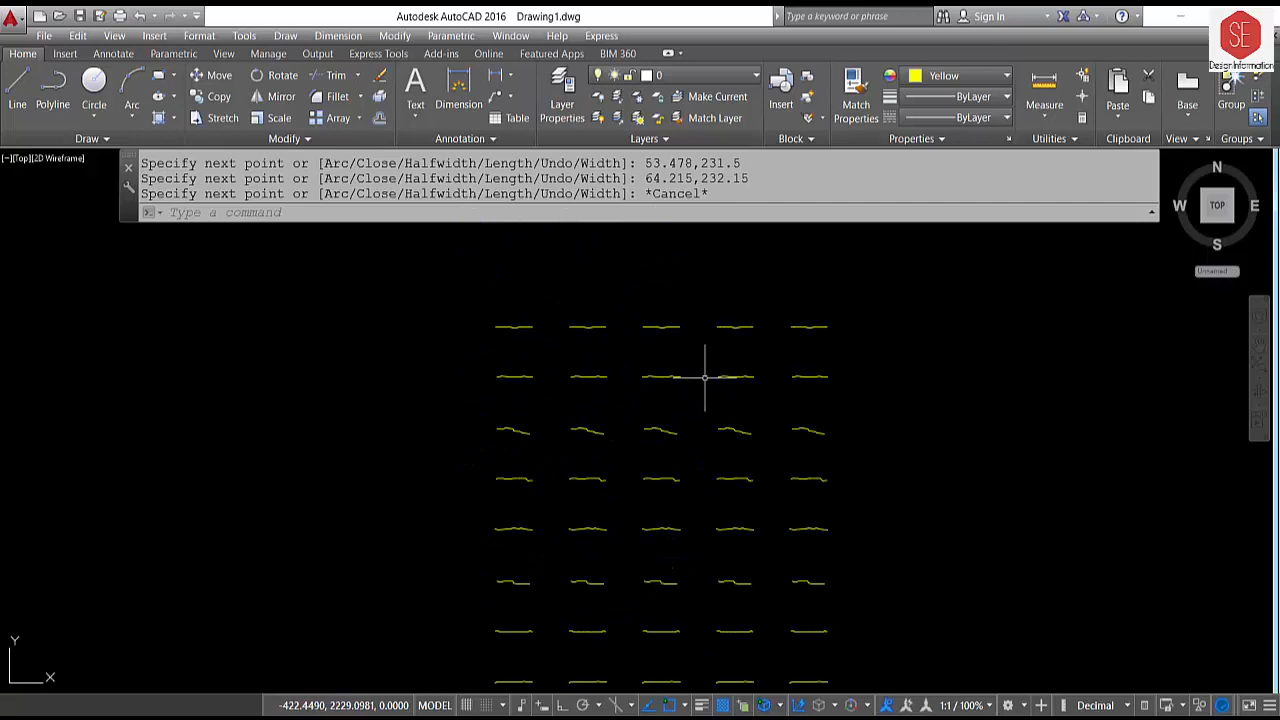 Autodesk AutoCAD 2016 Drawing1.dwg
Type a keyword or phrase
Sign In
SE
Design Information
File Edit View Insert Format Tools Draw Dimension Modify Parametric Window Help Express
Home Insert Annotate Parametric View Manage Output Express Tools Add-ins Online Featured Apps BIM 360
Line
Polyline
Circle
Arc
Move
Rotate
Trim
Copy
Mirror
Fillet
Stretch
Scale
Array
Text
Dimension
Table
Layer
Properties
0
Make Current
Match Layer
Insert
Match
Properties
Yellow
ByLayer
ByLayer
Measure
Paste
Base
Group
Draw
Modify
Annotation
Layers
Block
Properties
Utilities
Clipboard
View
Groups
[−][Top][2D Wireframe]
Specify next point or [Arc/Close/Halfwidth/Length/Undo/Width]: 53.478,231.5
Specify next point or [Arc/Close/Halfwidth/Length/Undo/Width]: 64.215,232.15
Specify next point or [Arc/Close/Halfwidth/Length/Undo/Width]: *Cancel*
Type a command
N
W
TOP
E
S
Unnamed
Y
X
-422.4490, 2229.0981, 0.0000 MODEL
1:1 / 100%
Decimal